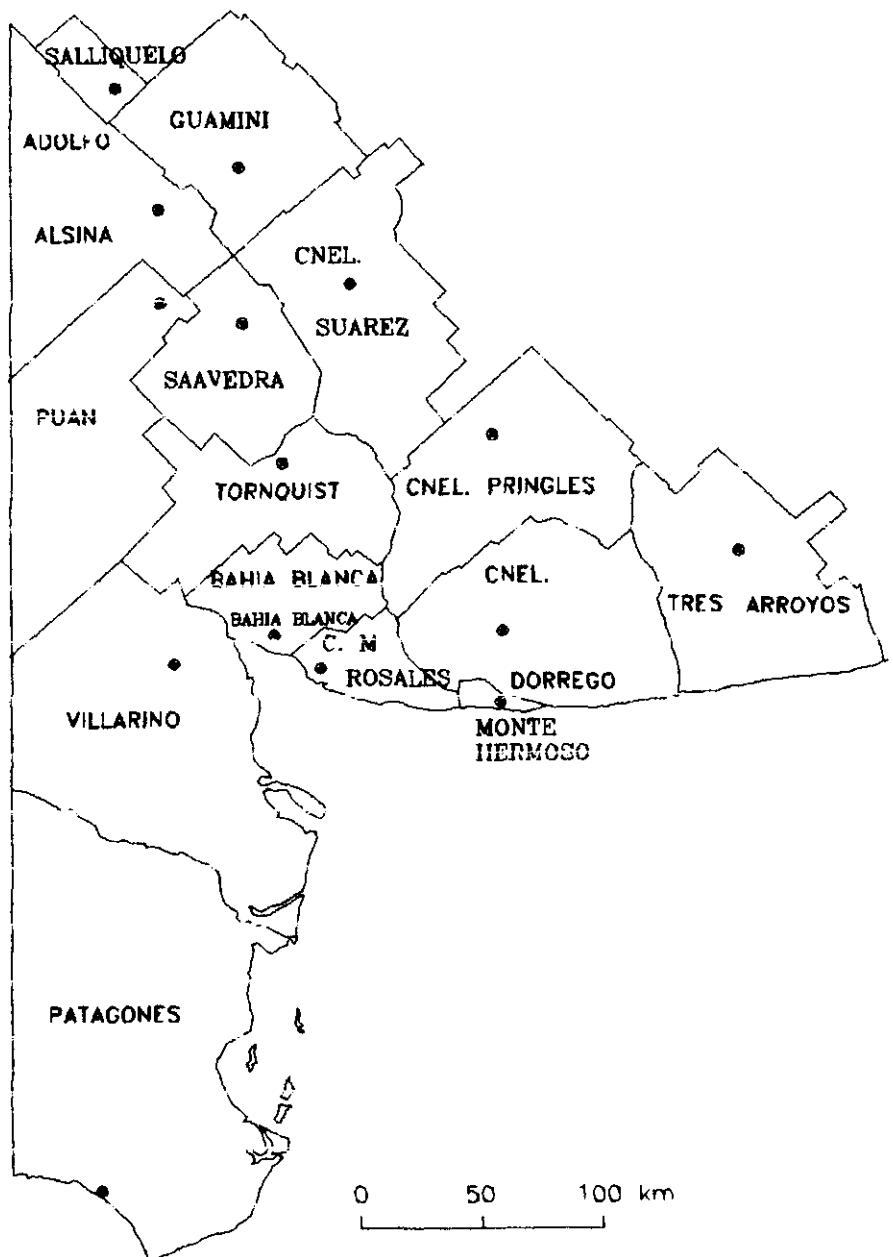 SALLIQUELO
GUAMINI
ADOLFO
ALSINA
CNEL.
SUAREZ
SAAVEDRA
PUAN
TORNQUIST
CNEL. PRINGLES
BAHIA BLANCA
CNEL.
BAHIA BLANCA
TRES ARROYOS
C. M
ROSALES
DORREGO
VILLARINO
MONTE
HERMOSO
PATAGONES
0 50 100 km